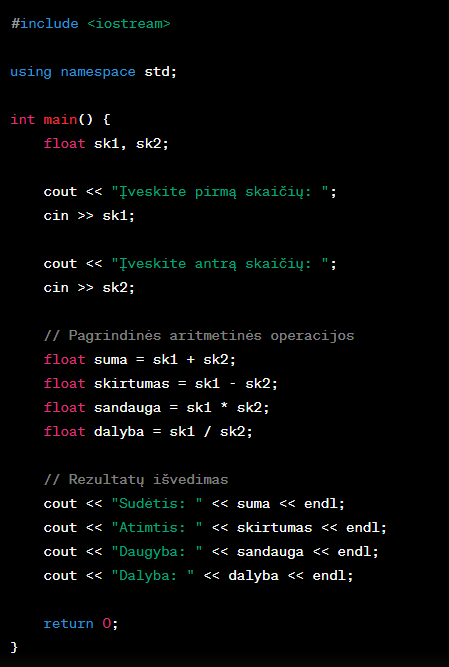 #include <iostream>
using namespace std;
int main() {
float sk1, sk2;
cout << "Įveskite pirmą skaičių: ";
cin >> sk1;
cout << "Įveskite antrą skaičių: ";
cin >> sk2;
// Pagrindinės aritmetinės operacijos
float suma = sk1 + sk2;
float skirtumas = sk1 - sk2;
float sandauga = sk1 * sk2;
float dalyba = sk1 / sk2;
// Rezultatų išvedimas
cout << "Sudėtis: " << suma << endl;
cout << "Atimtis: " << skirtumas << endl;
cout << "Daugyba: " << sandauga << endl;
cout << "Dalyba: " << dalyba << endl;
return 0;
}